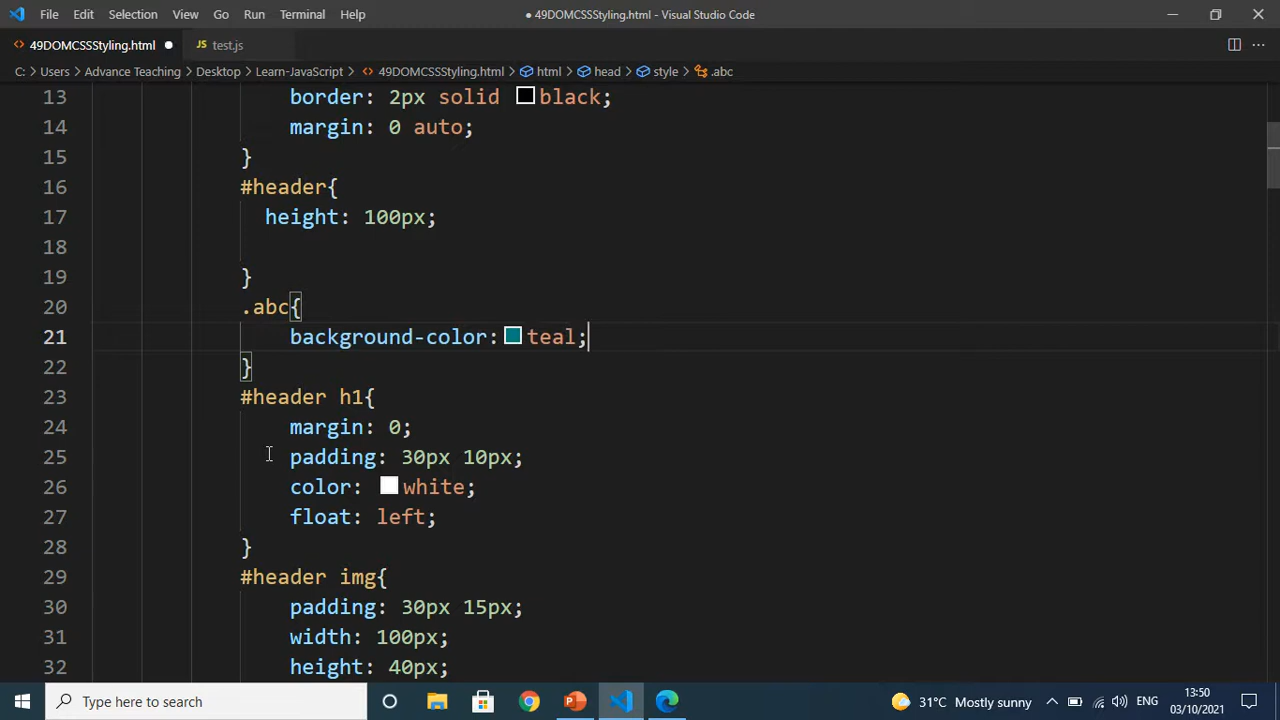 File Edit Selection View Go Run Terminal Help ● 49DOMCSSStyling.html - Visual Studio Code
49DOMCSSStyling.html ● JS test.js
C: > Users > Advance Teaching > Desktop > Learn-JavaScript > 49DOMCSSStyling.html > html > head > style > .abc
13 border: 2px solid black;
14 margin: 0 auto;
15 }
16 #header{
17 height: 100px;
18
19 }
20 .abc{
21 background-color:teal;
22 }
23 #header h1{
24 margin: 0;
25 padding: 30px 10px;
26 color: white;
27 float: left;
28 }
29 #header img{
30 padding: 30px 15px;
31 width: 100px;
32 height: 40px;
Type here to search 31°C Mostly sunny ENG 13:50
03/10/2021